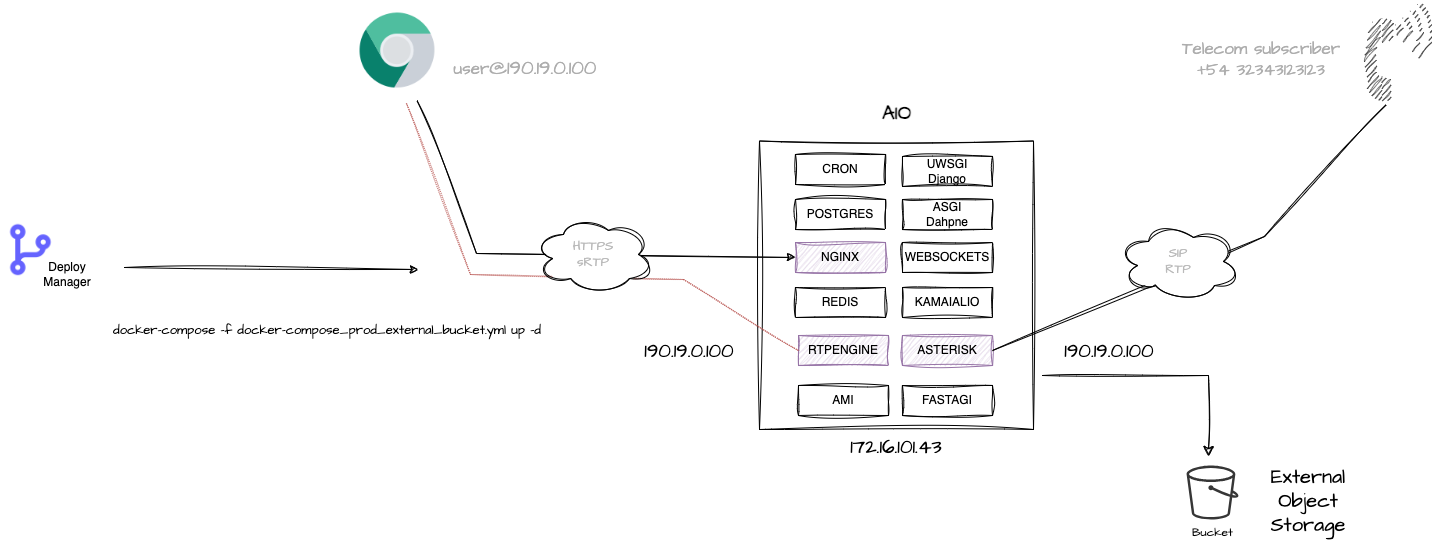 user@190.19.0.100
Telecom subscriber
+54 32343123123
AIO
CRON
UWSGI
Django
POSTGRES
ASGI
Dahpne
HTTPS
sRTP
NGINX
WEBSOCKETS
SIP
RTP
Deploy
Manager
REDIS
KAMAIALIO
docker-compose -f docker-compose_prod_external_bucket.yml up -d
190.19.0.100
RTPENGINE
ASTERISK
190.19.0.100
AMI
FASTAGI
172.16.101.43
External
Object
Storage
Bucket